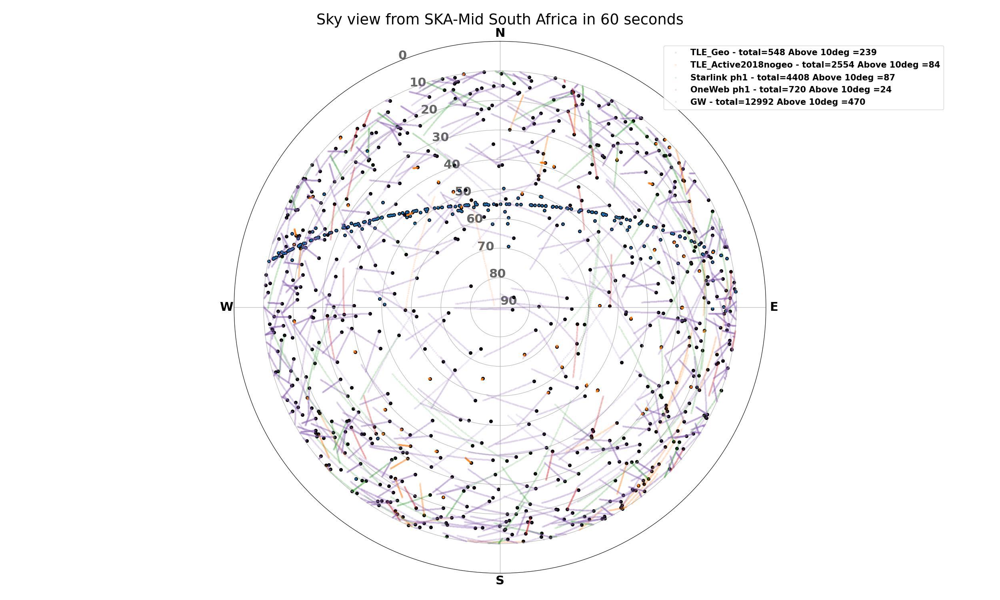 Sky view from SKA-Mid South Africa in 60 seconds
N
TLE_Geo - total=548 Above 10deg =239
TLE_Active2018nogeo - total=2554 Above 10deg =84
Starlink ph1 - total=4408 Above 10deg =87
OneWeb ph1 - total=720 Above 10deg =24
GW - total=12992 Above 10deg =470
0
10
20
30
40
50
60
70
80
90
W
E
S